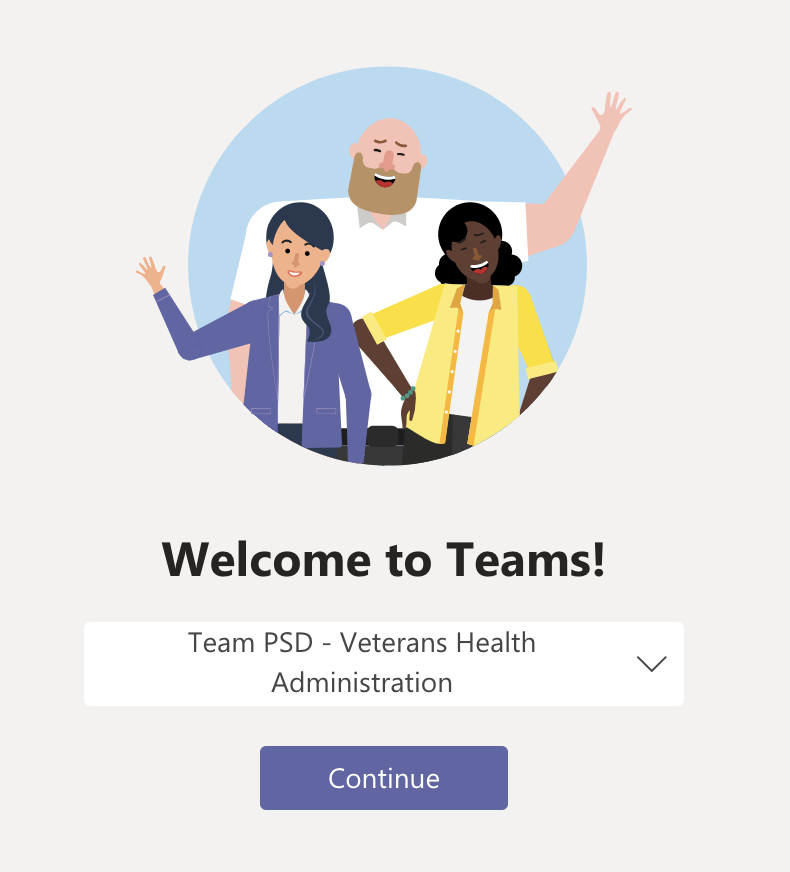 Welcome to Teams!
Team PSD - Veterans Health
Administration
Continue